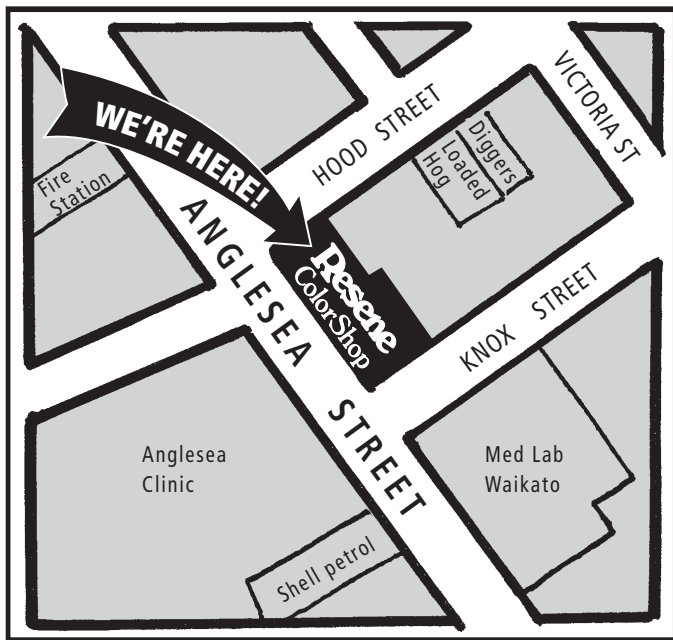 WE'RE HERE!
HOOD STREET
VICTORIA ST
Diggers
Loaded
Hog
Fire
Station
ANGLESEA STREET
Resene
ColorShop
KNOX STREET
Anglesea
Clinic
Med Lab
Waikato
Shell petrol